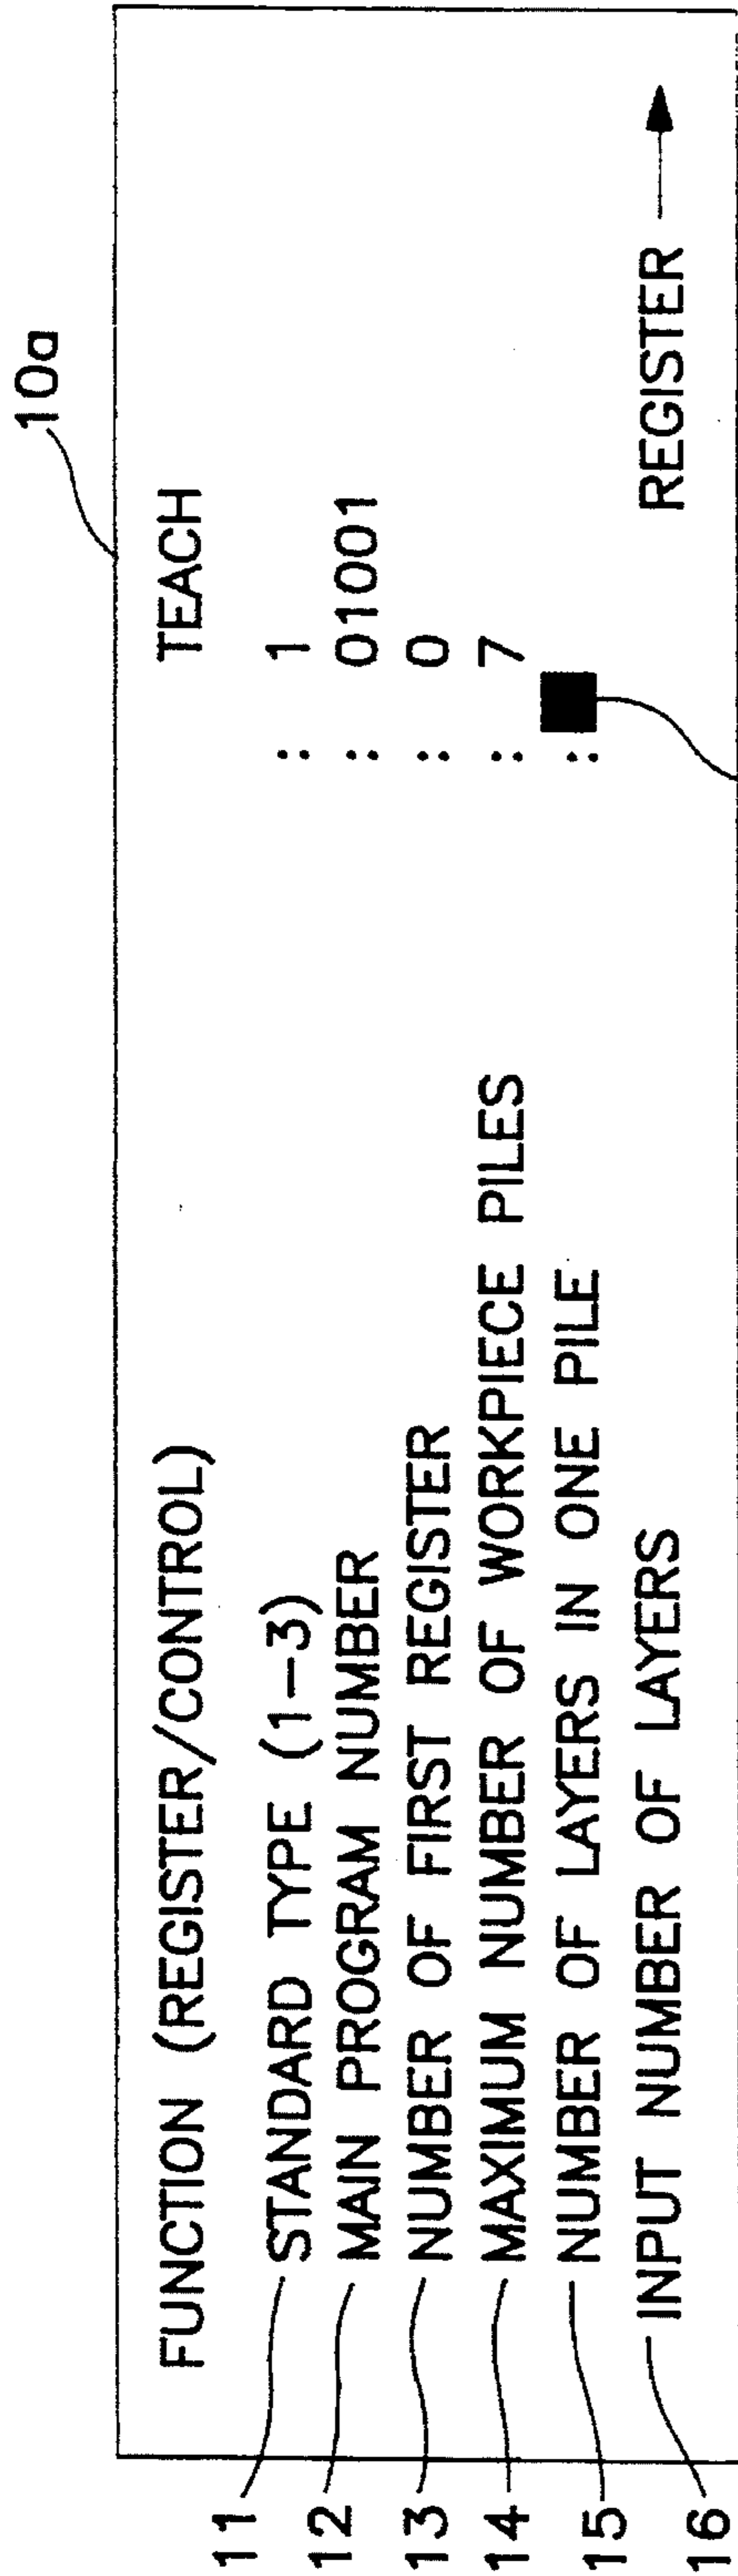 10a
FUNCTION (REGISTER/CONTROL) TEACH
11 STANDARD TYPE (1–3) : 1
12 MAIN PROGRAM NUMBER : 01001
13 NUMBER OF FIRST REGISTER : 0
14 MAXIMUM NUMBER OF WORKPIECE PILES : 7
15 NUMBER OF LAYERS IN ONE PILE :
16 INPUT NUMBER OF LAYERS REGISTER